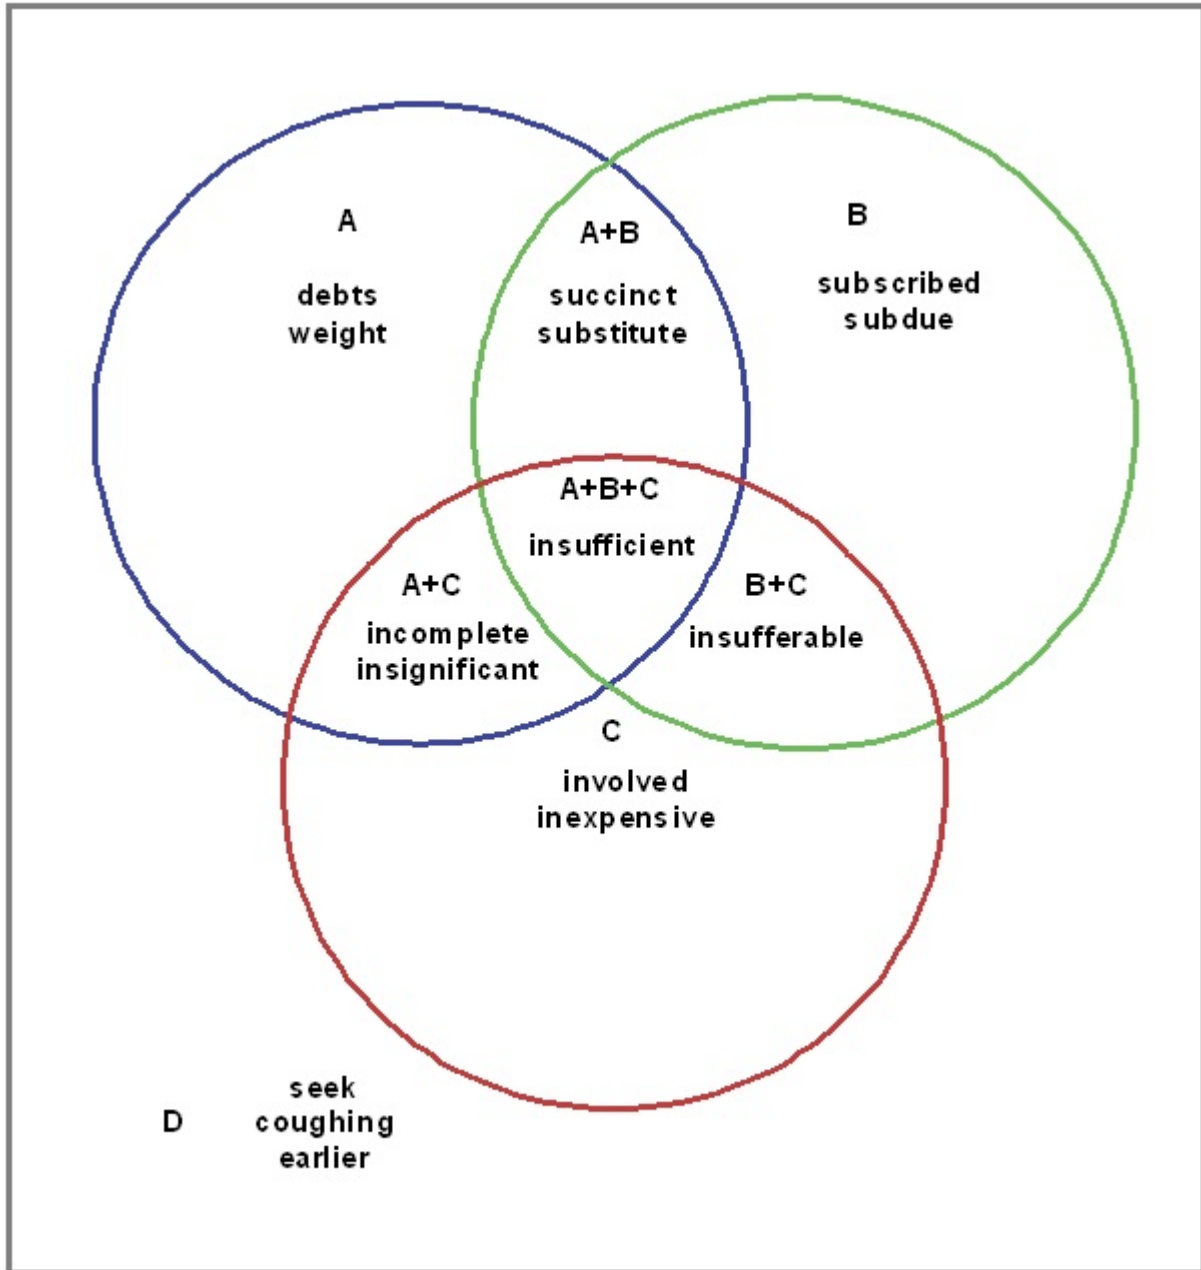 A
debts
weight
A+B
succinct
substitute
B
subscribed
subdue
A+B+C
insufficient
A+C
incomplete
insignificant
B+C
insufferable
C
involved
inexpensive
D
seek
coughing
earlier